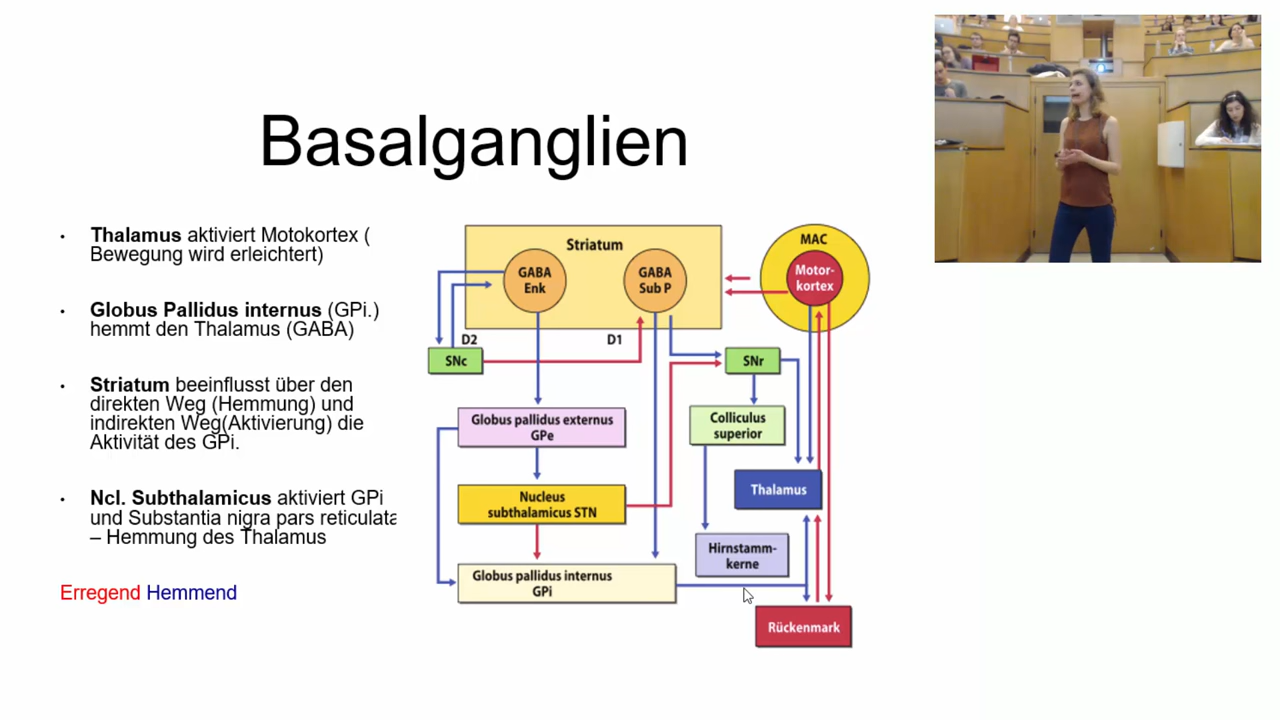 Basalganglien
• Thalamus aktiviert Motokortex (
Bewegung wird erleichtert)
• Globus Pallidus internus (GPi.)
hemmt den Thalamus (GABA)
• Striatum beeinflusst über den
direkten Weg (Hemmung) und
indirekten Weg(Aktivierung) die
Aktivität des GPi.
• Ncl. Subthalamicus aktiviert GPi
und Substantia nigra pars reticulata
– Hemmung des Thalamus
Erregend Hemmend
Striatum
GABA
Enk
GABA
Sub P
MAC
Motor-
kortex
D2
D1
SNc
SNr
Globus pallidus externus
GPe
Colliculus
superior
Nucleus
subthalamicus STN
Thalamus
Hirnstamm-
kerne
Globus pallidus internus
GPi
Rückenmark